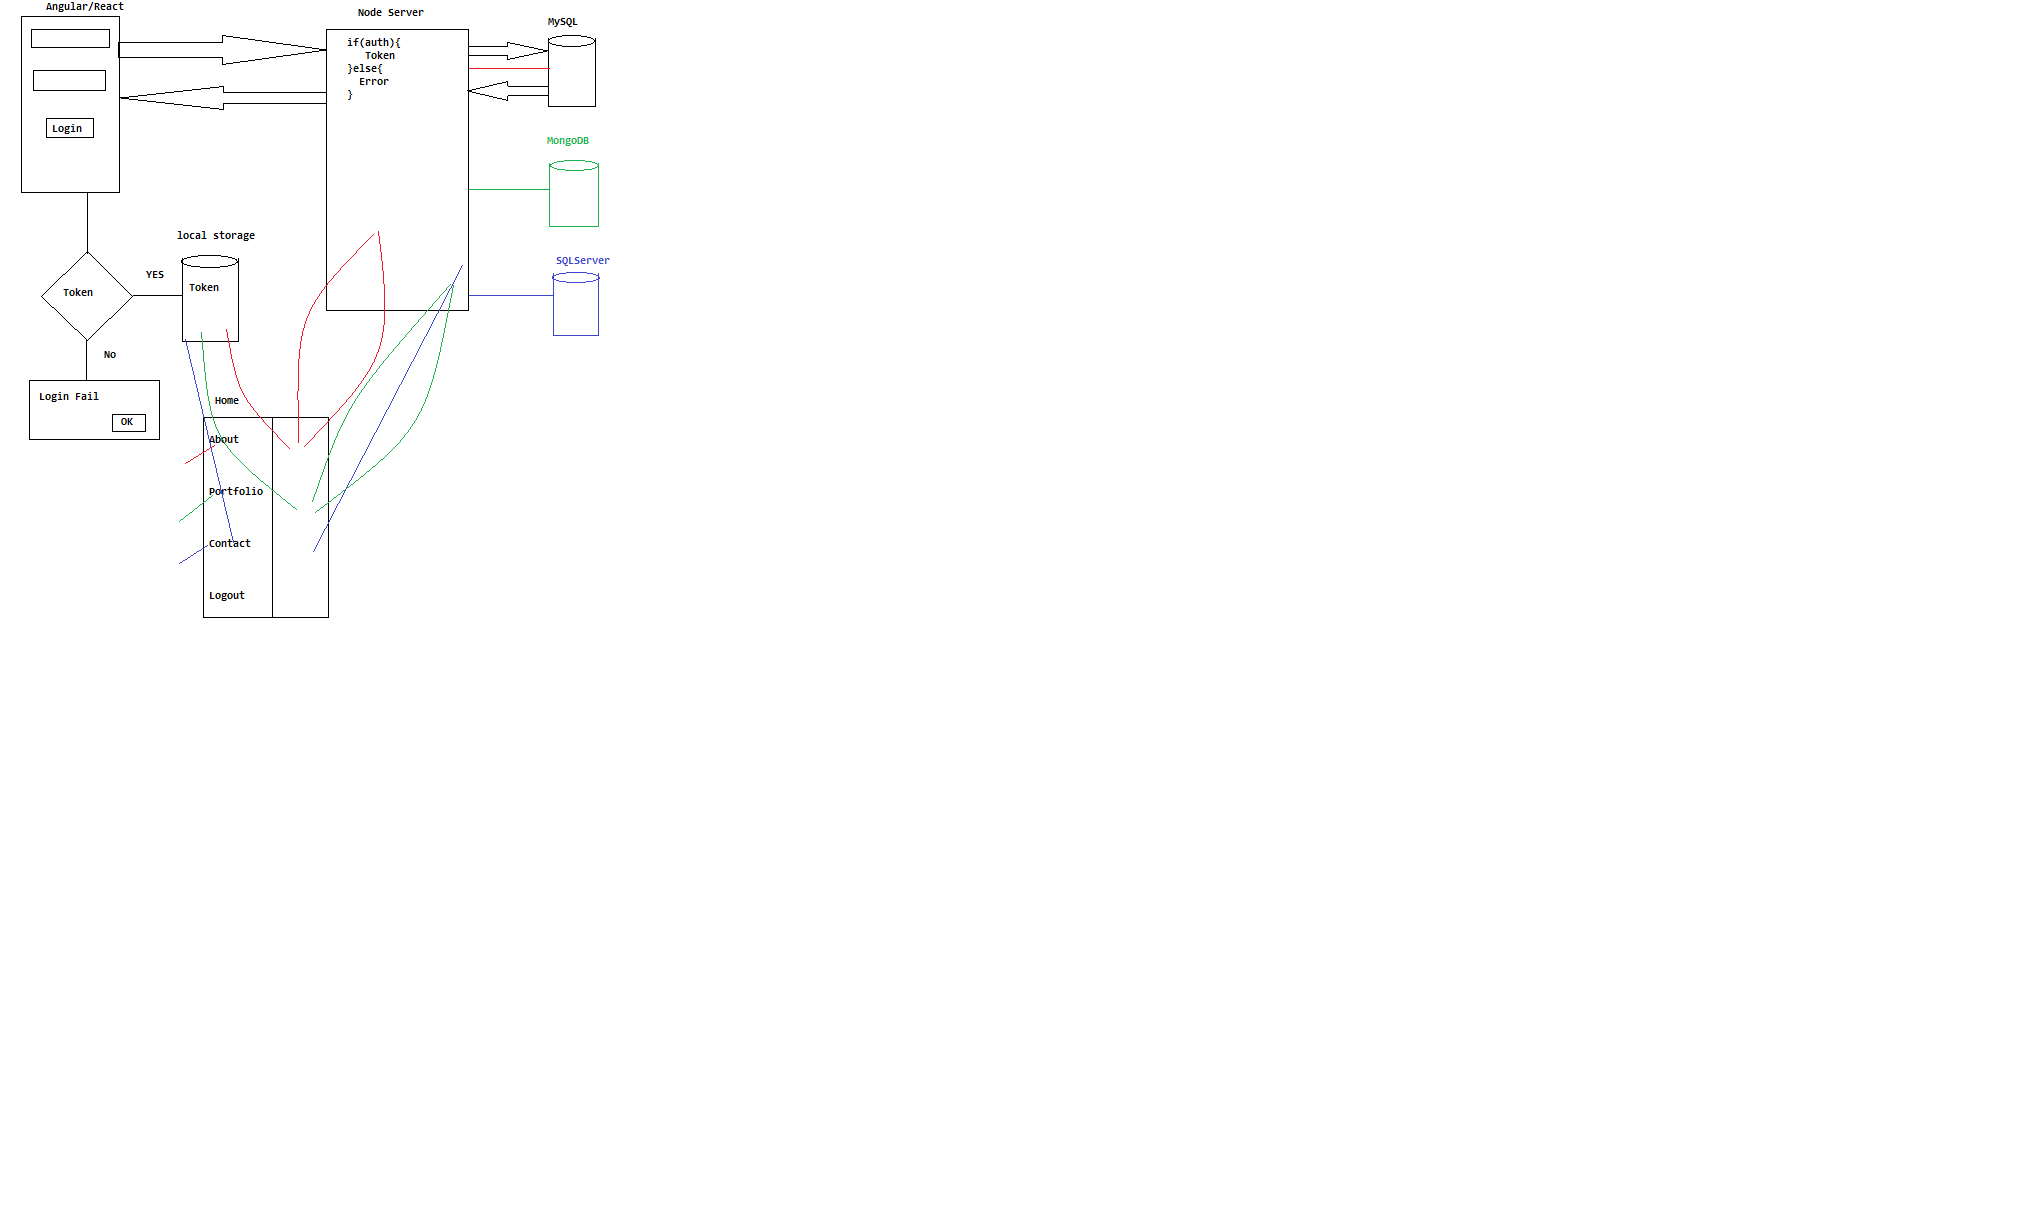 Angular/React
Login
Node Server
if(auth){
Token
}else{
Error
}
MySQL
MongoDB
SQLServer
local storage
Token
YES
Token
No
Login Fail
OK
Home
About
Portfolio
Contact
Logout